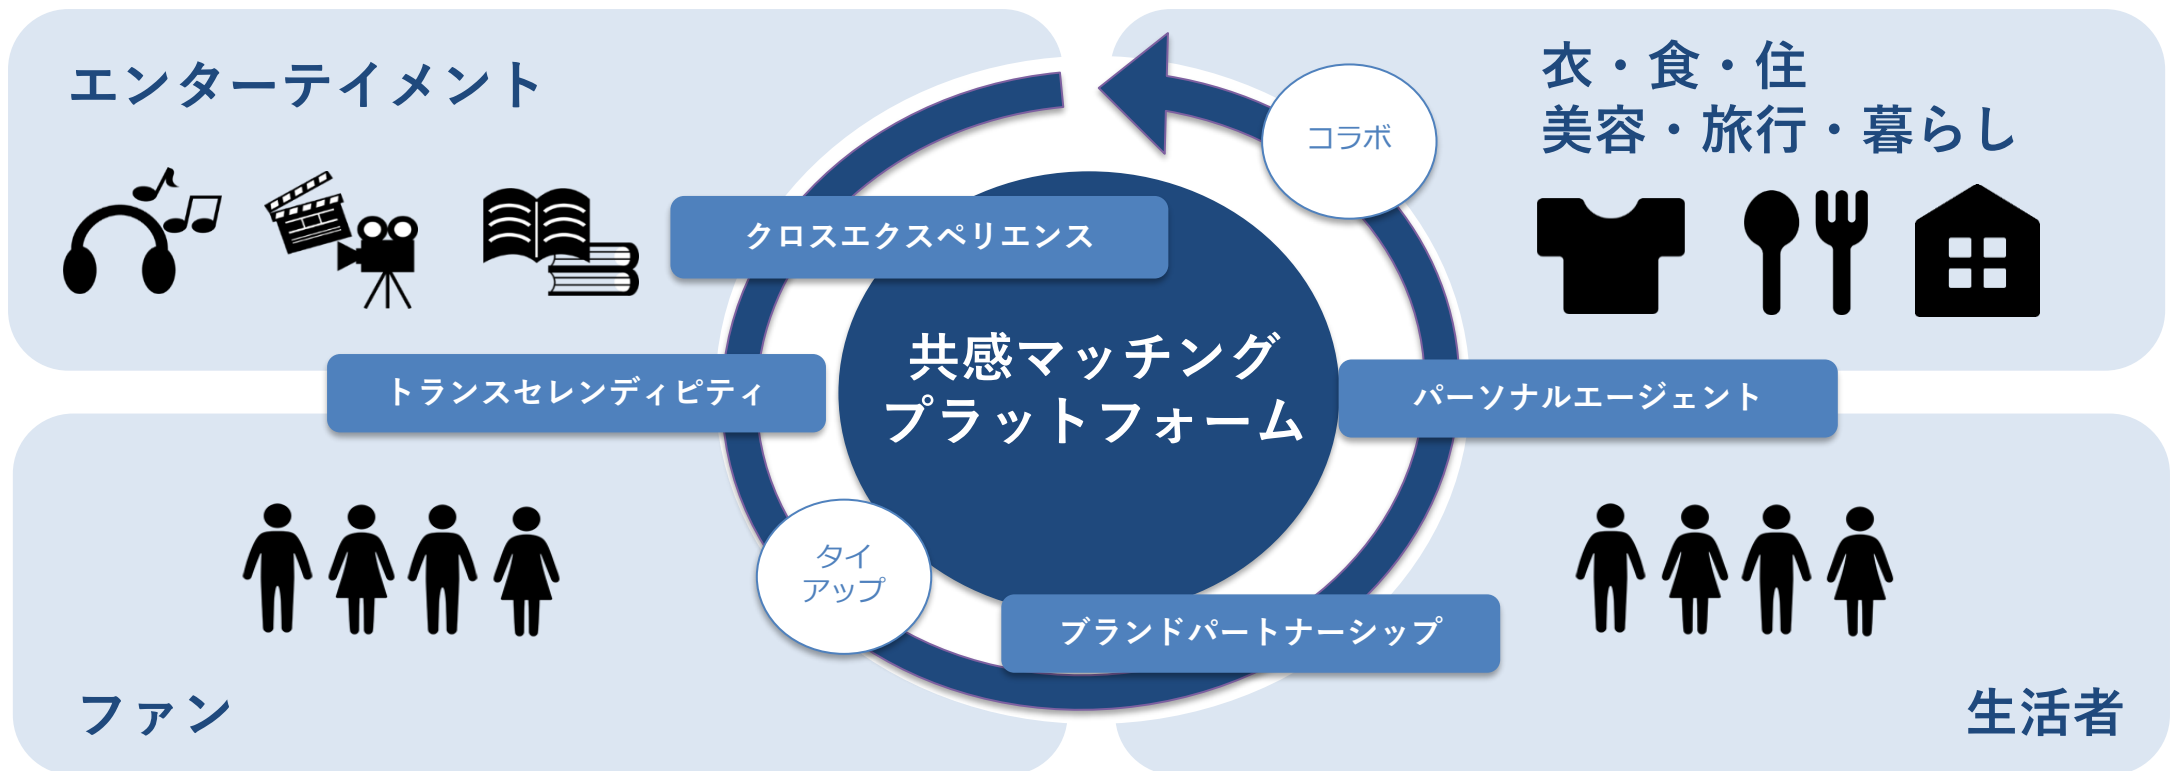 エンターテイメント
衣・食・住
美容・旅行・暮らし
コラボ
クロスエクスペリエンス
共感マッチング
プラットフォーム
トランスセレンディピティ
パーソナルエージェント
タイ
アップ
ブランドパートナーシップ
ファン
生活者